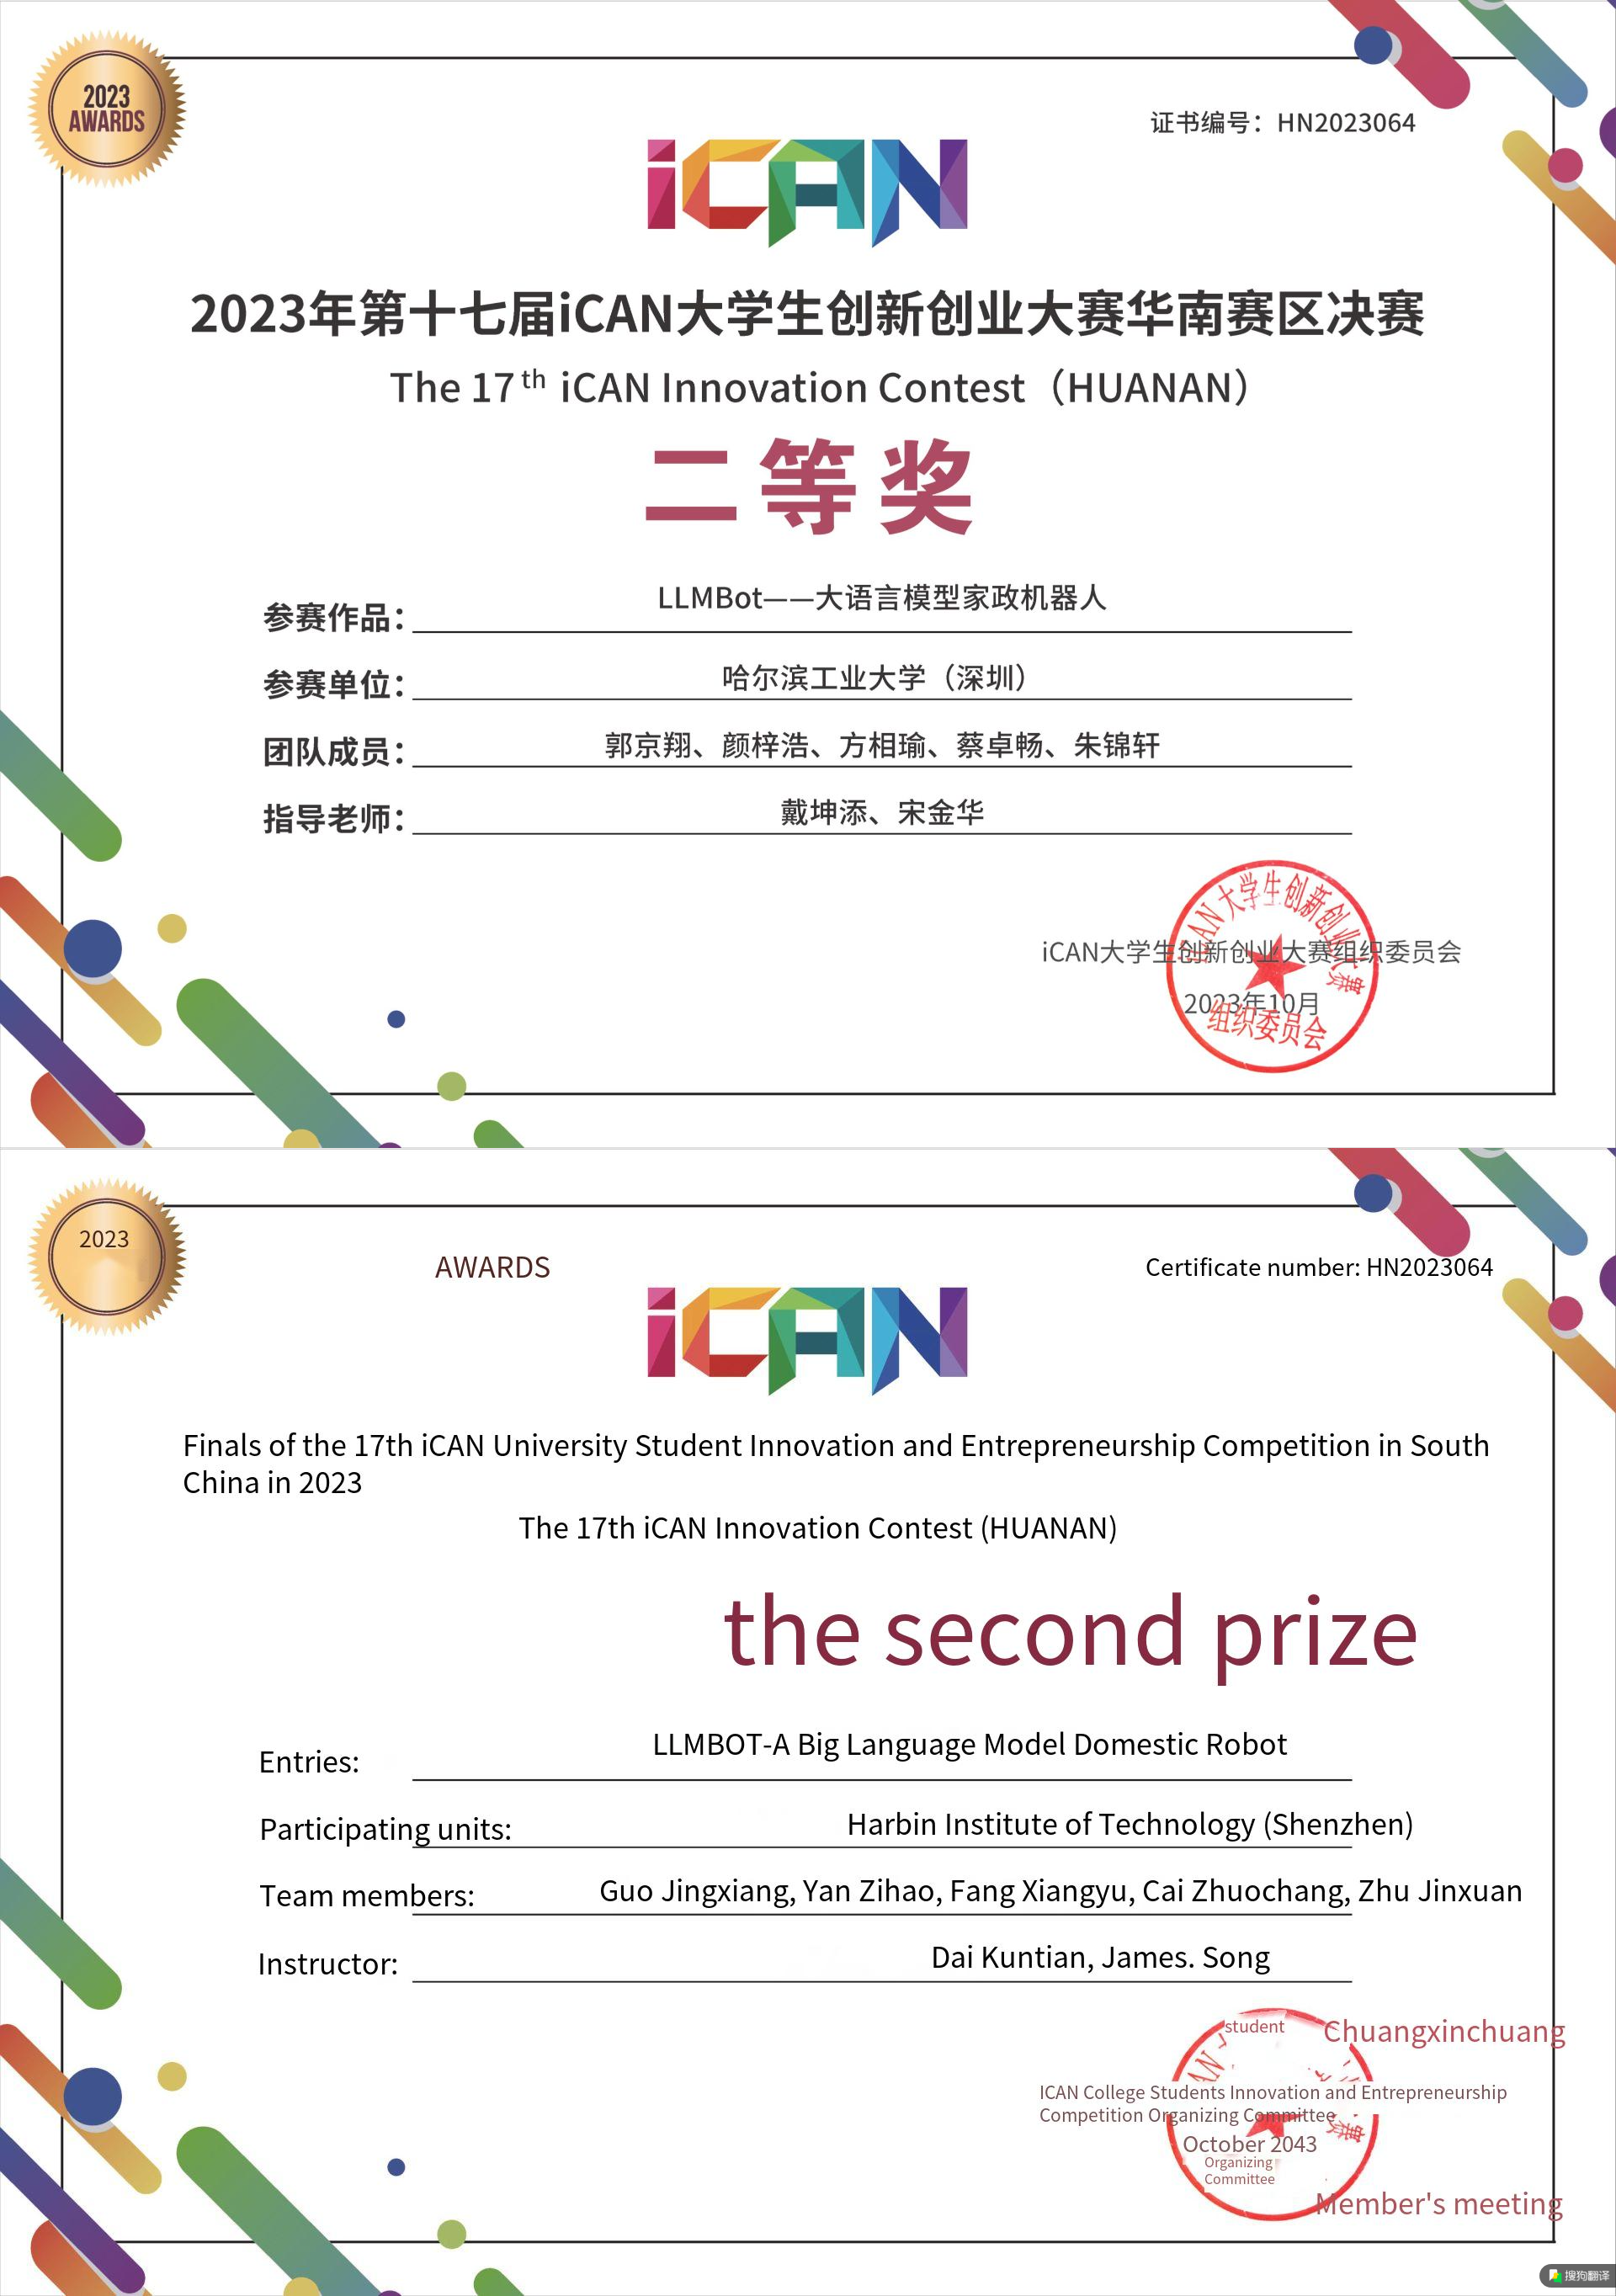 2023
AWARDS
证书编号：HN2023064
iCAN
2023年第十七届iCAN大学生创新创业大赛华南赛区决赛
The 17th iCAN Innovation Contest（HUANAN）
二等奖
参赛作品： LLMBot——大语言模型家政机器人
参赛单位： 哈尔滨工业大学（深圳）
团队成员： 郭京翔、颜梓浩、方相瑜、蔡卓畅、朱锦轩
指导老师： 戴坤添、宋金华
iCAN大学生创新创业大赛
iCAN大学生创新创业大赛组织委员会
2023年10月
组织委员会
2023
AWARDS
Certificate number: HN2023064
iCAN
Finals of the 17th iCAN University Student Innovation and Entrepreneurship Competition in South
China in 2023
The 17th iCAN Innovation Contest (HUANAN)
the second prize
Entries: LLMBOT-A Big Language Model Domestic Robot
Participating units: Harbin Institute of Technology (Shenzhen)
Team members: Guo Jingxiang, Yan Zihao, Fang Xiangyu, Cai Zhuochang, Zhu Jinxuan
Instructor: Dai Kuntian, James. Song
student
Chuangxinchuang
ICAN College Students Innovation and Entrepreneurship
Competition Organizing Committee
赛
October 2043
Organizing
Committee
Member's meeting
搜狗翻译